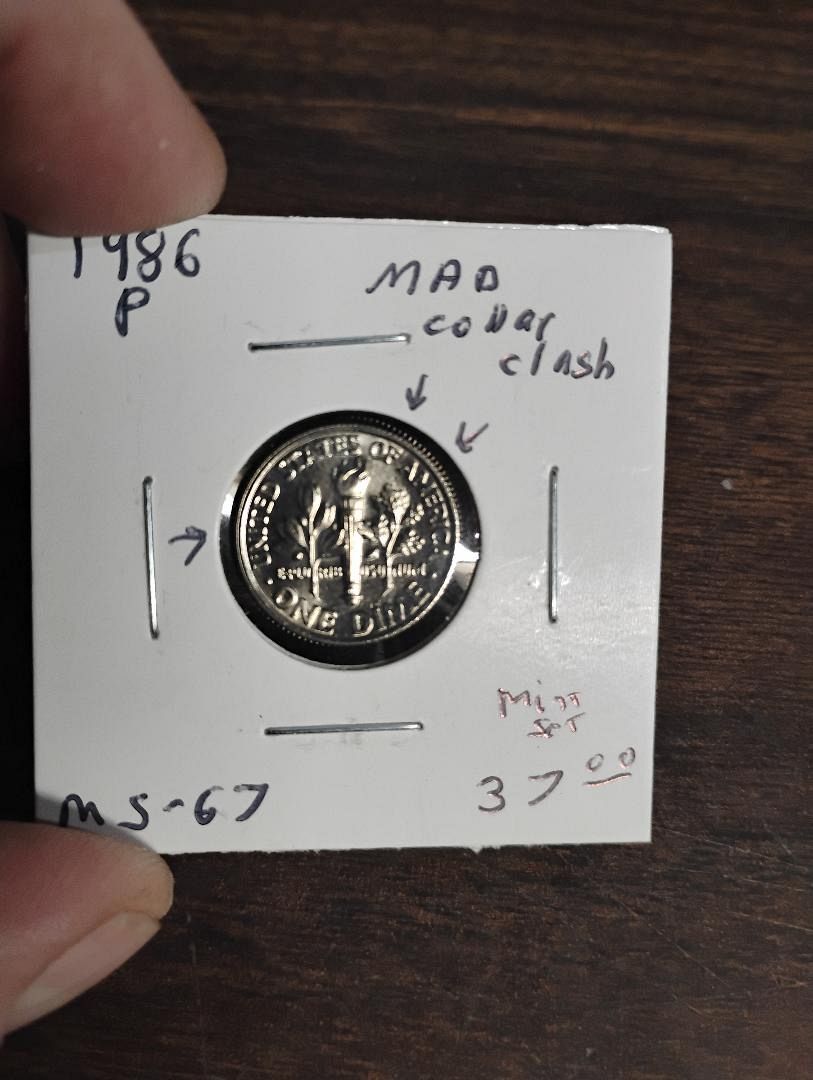 1986
P
MAD
collar
clash
UNITED STATES OF AMERICA
E PLURIBUS UNUM
ONE DIME
Mint
Set
37 00
MS-67